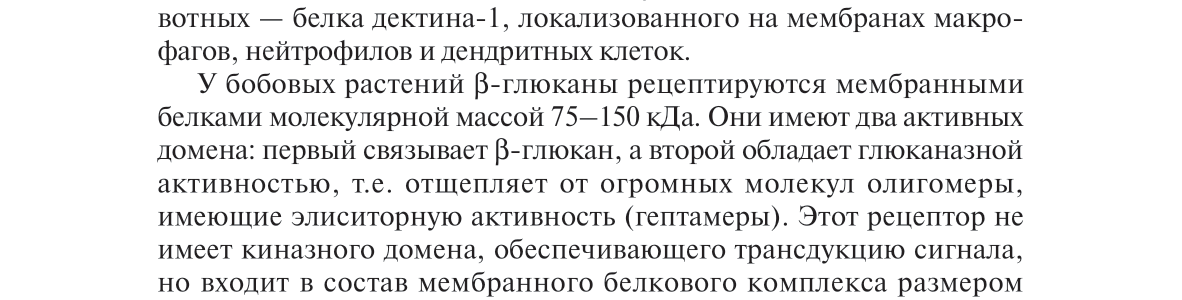 вотных — белка дектина-1, локализованного на мембранах макро-
фагов, нейтрофилов и дендритных клеток.
У бобовых растений β-глюканы рецептируются мембранными
белками молекулярной массой 75–150 кДа. Они имеют два активных
домена: первый связывает β-глюкан, а второй обладает глюканазной
активностью, т.е. отщепляет от огромных молекул олигомеры,
имеющие элиситорную активность (гептамеры). Этот рецептор не
имеет киназного домена, обеспечивающего трансдукцию сигнала,
но входит в состав мембранного белкового комплекса размером